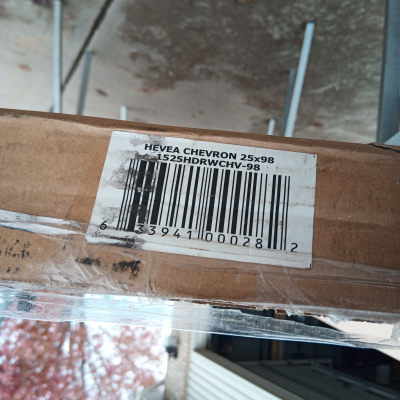 HEVEA CHEVRON 25x98
1525HDRWCHV-98
6 33941 00028 2